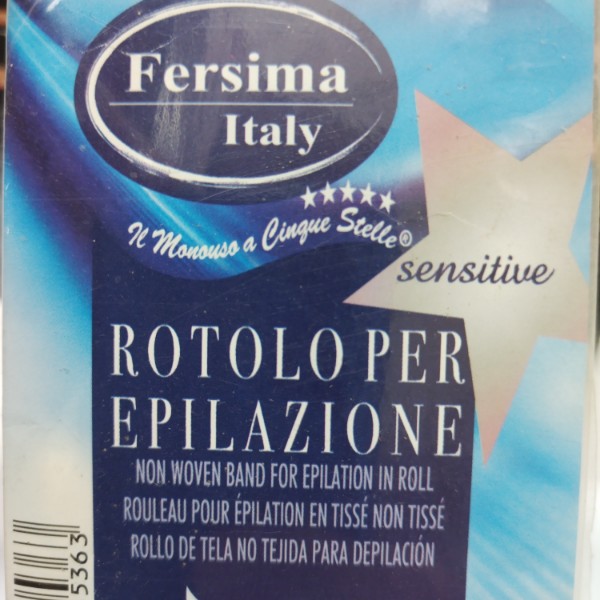 Fersima
Italy
Il Monouso a Cinque Stelle®
sensitive
ROTOLO PER
EPILAZIONE
NON WOVEN BAND FOR EPILATION IN ROLL
ROULEAU POUR ÉPILATION EN TISSÉ NON TISSÉ
ROLLO DE TELA NO TEJIDA PARA DEPILACIÓN
5363